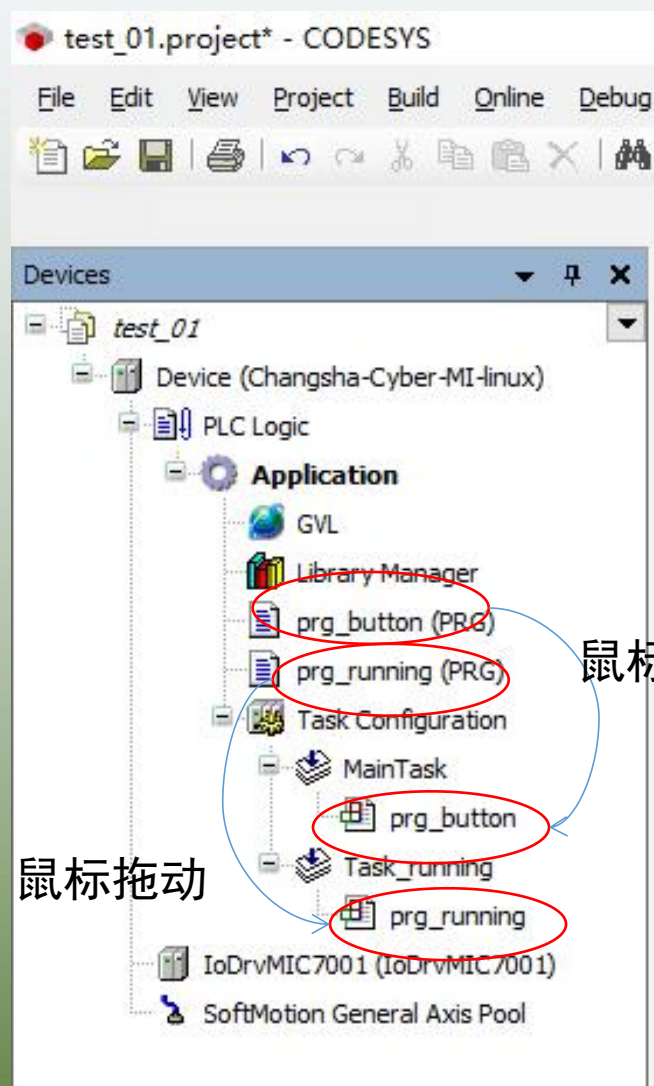 test_01.project* - CODESYS
File Edit View Project Build Online Debug
Devices
test_01
Device (Changsha-Cyber-MI-linux)
PLC Logic
Application
GVL
Library Manager
prg_button (PRG)
prg_running (PRG)
鼠标
Task Configuration
MainTask
prg_button
Task_running
鼠标拖动
prg_running
IoDrvMIC7001 (IoDrvMIC7001)
SoftMotion General Axis Pool